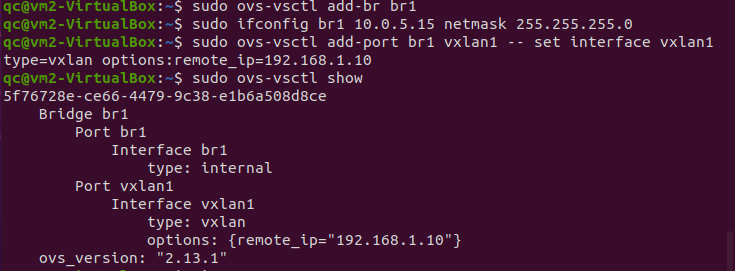 qc@vm2-VirtualBox:~$ sudo ovs-vsctl add-br br1
qc@vm2-VirtualBox:~$ sudo ifconfig br1 10.0.5.15 netmask 255.255.255.0
qc@vm2-VirtualBox:~$ sudo ovs-vsctl add-port br1 vxlan1 -- set interface vxlan1
type=vxlan options:remote_ip=192.168.1.10
qc@vm2-VirtualBox:~$ sudo ovs-vsctl show
5f76728e-ce66-4479-9c38-e1b6a508d8ce
    Bridge br1
        Port br1
            Interface br1
                type: internal
        Port vxlan1
            Interface vxlan1
                type: vxlan
                options: {remote_ip="192.168.1.10"}
    ovs_version: "2.13.1"